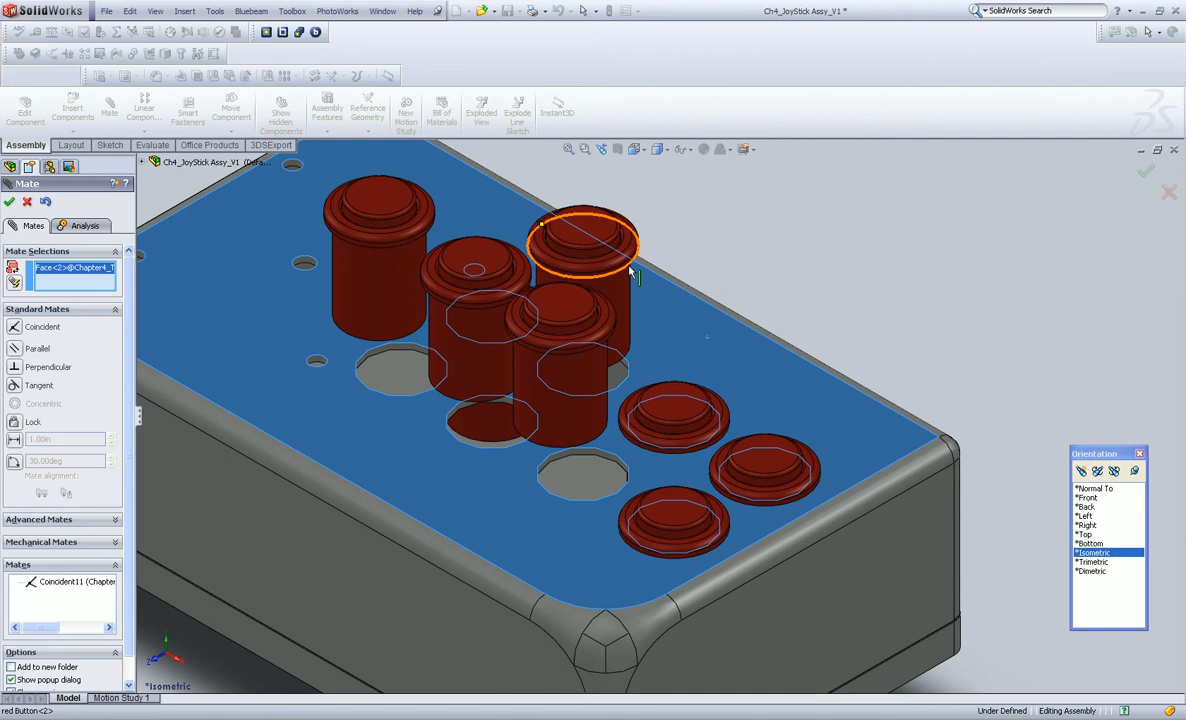 SolidWorks File Edit View Insert Tools Bluebeam Toolbox PhotoWorks Window Help Ch4_JoyStick Assy_V1 * SolidWorks Search
Edit Component
Insert Components
Mate
Linear Compon...
Smart Fasteners
Move Component
Show Hidden Components
Assembly Features
Reference Geometry
New Motion Study
Bill of Materials
Exploded View
Explode Line Sketch
Instant3D
Assembly Layout Sketch Evaluate Office Products 3DSExport
Ch4_JoyStick Assy_V1 (Defa...
Mate
Mates Analysis
Mate Selections
Face<2>@Chapter4_T
Standard Mates
Coincident
Parallel
Perpendicular
Tangent
Concentric
Lock
1.00in
30.00deg
Mate alignment:
Advanced Mates
Mechanical Mates
Mates
Coincident11 (Chapter
Options
Add to new folder
Show popup dialog
Orientation
*Normal To
*Front
*Back
*Left
*Right
*Top
*Bottom
*Isometric
*Trimetric
*Dimetric
*Isometric
Model Motion Study 1
red Button<2> Under Defined Editing Assembly